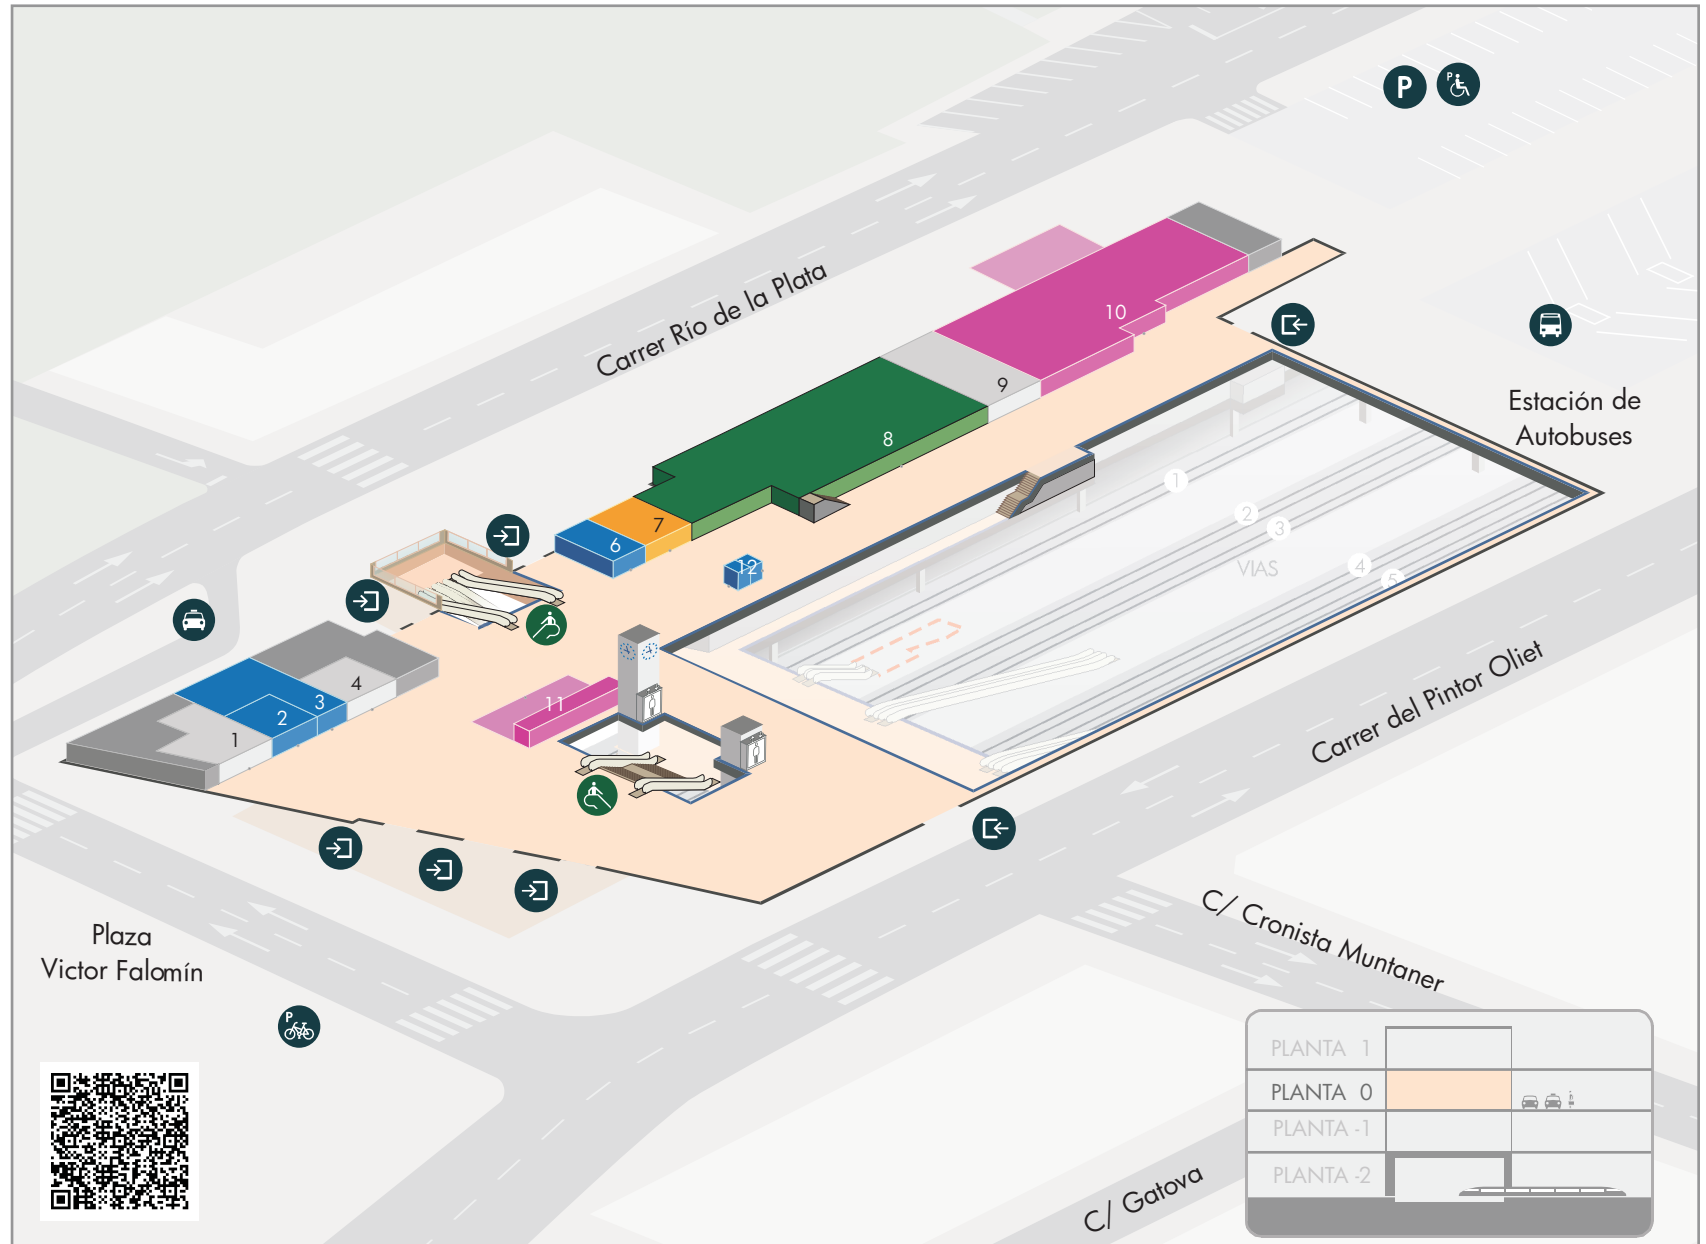 P
P
Carrer Río de la Plata
10
9
8
7
6
12
Estación de
Autobuses
1
2
3
VIAS
4
5
4
3
2
1
11
Carrer del Pintor Oliet
C/ Cronista Muntaner
Plaza
Victor Falomín
P
C/ Gatova
PLANTA 1
PLANTA 0
PLANTA -1
PLANTA -2